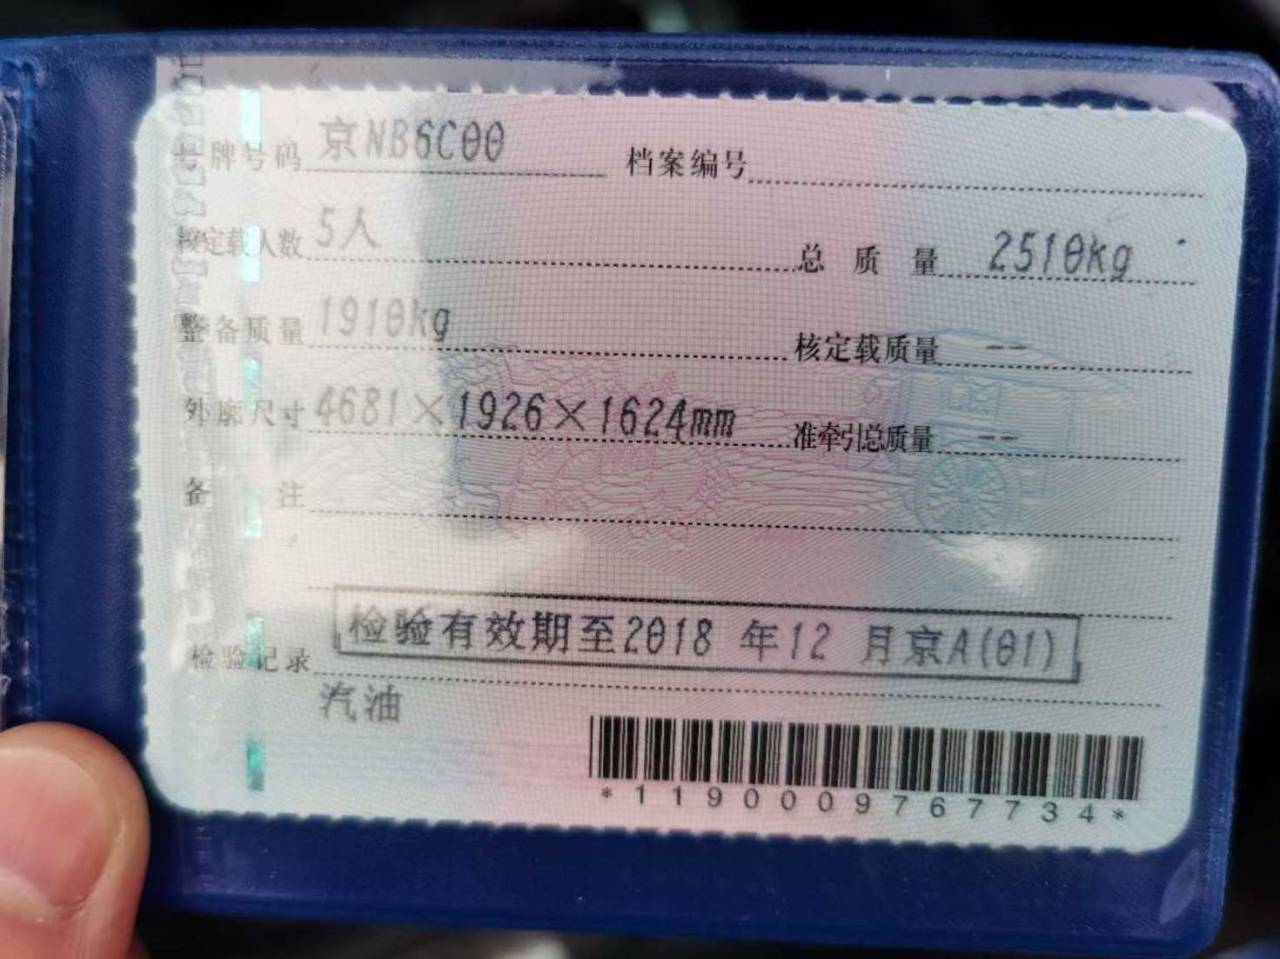 号牌号码 京NB6C00 档案编号
核定载人数 5人 总质量 2510kg
整备质量 1910kg 核定载质量 --
外廓尺寸 4681×1926×1624mm 准牵引总质量 --
备注
检验有效期至2018 年12 月京A(01)
检验记录
汽油
*1190009767734*